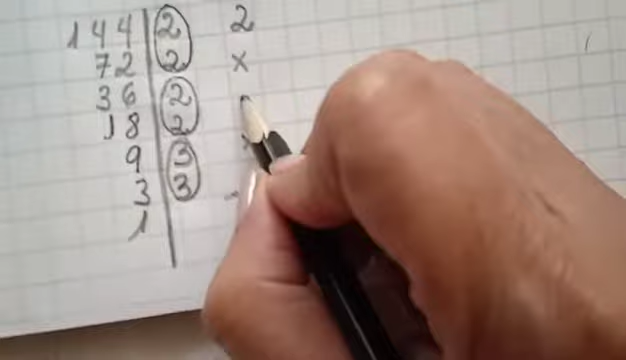 144 | 2 2
72 | 2 ×
36 | 2
18 | 2
9 | 3
3 | 3
1 |